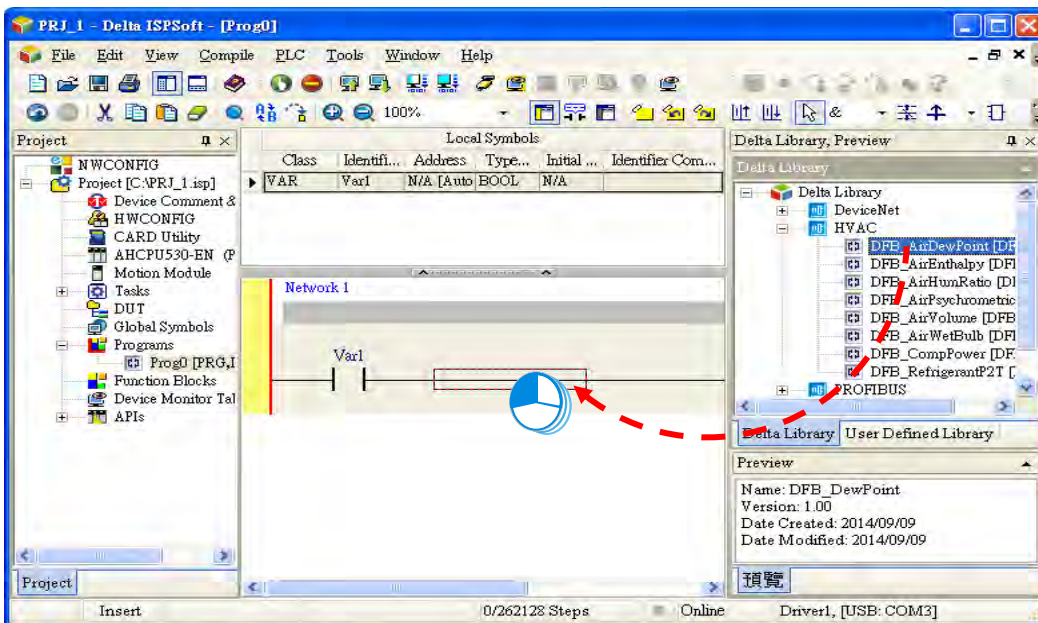 PRJ_1 - Delta ISPSoft - [Prog0]
File Edit View Compile PLC Tools Window Help
100%
Project
NWCONFIG
Project [C:\PRJ_1.isp]
Device Comment &
HWCONFIG
CARD Utility
AHCPU530-EN (P
Motion Module
Tasks
DUT
Global Symbols
Programs
Prog0 [PRG,I
Function Blocks
Device Monitor Tal
APIs
Project
Local Symbols
Class Identifi... Address Type... Initial ... Identifier Com...
VAR Var1 N/A [Auto BOOL N/A
Network 1
Var1
Delta Library, Preview
Delta Library
Delta Library
DeviceNet
HVAC
DFB_AirDewPoint [DF
DFB_AirEnthalpy [DFI
DFB_AirHumRatio [DI
DFB_AirPsychrometric
DFB_AirVolume [DFB
DFB_AirWetBulb [DFI
DFB_CompPower [DF.
DFB_RefrigerantP2T [
PROFIBUS
Delta Library User Defined Library
Preview
Name: DFB_DewPoint
Version: 1.00
Date Created: 2014/09/09
Date Modified: 2014/09/09
預覽
Insert 0/262128 Steps Online Driver1, [USB: COM3]